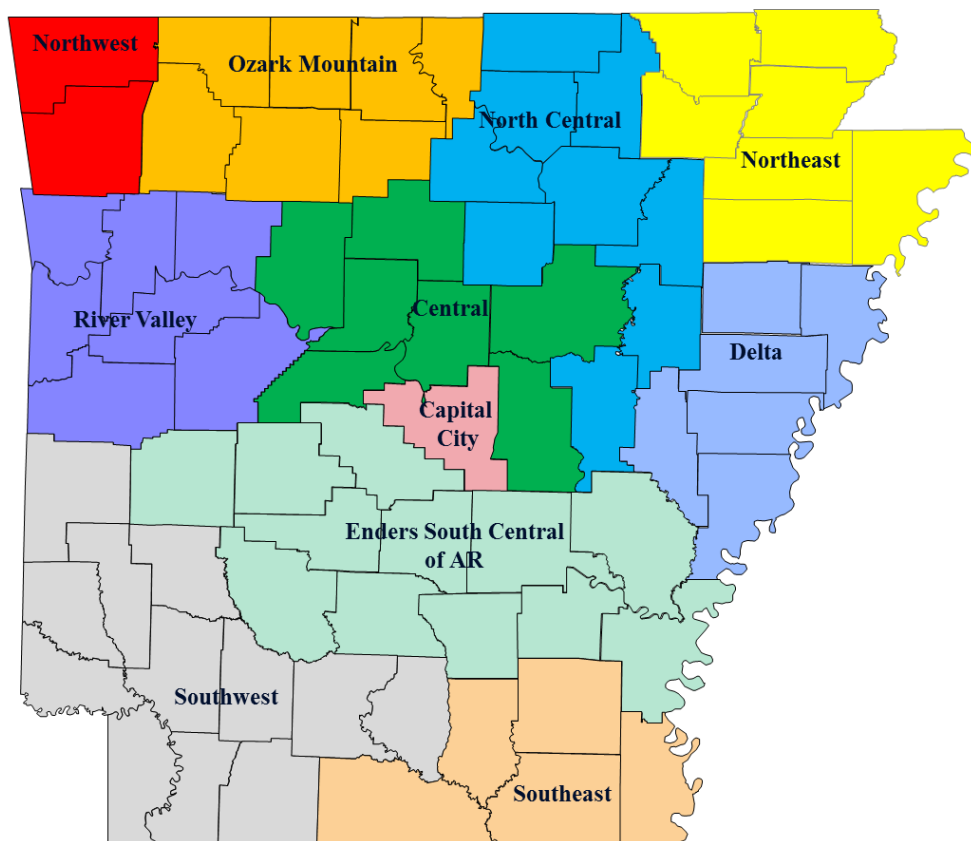 Northwest
Ozark Mountain
North Central
Northeast
River Valley
Central
Delta
Capital
City
Enders South Central
of AR
Southwest
Southeast